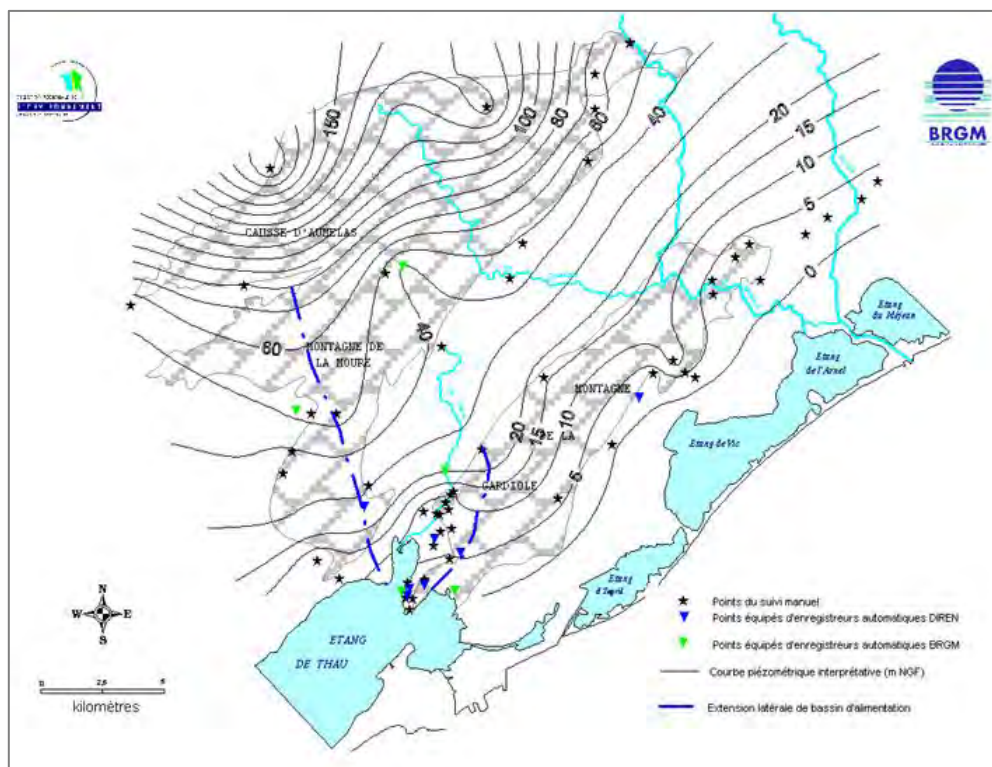 BRGM
150
100
80
60
40
20
15
10
5
0
CAUSSE D'AUMELAS
60
MONTAGNE DE
LA MOURE
40
MONTAGNE
DE LA
GARDIOLE
20
15
10
5
Etang
du Méjean
Etang
de l'Arnel
Etang de Vic
Etang
d'Ingril
ETANG
DE THAU
N
W E
S
0 2,5 5
kilomètres
Points du suivi manuel
Points équipés d'enregistreurs automatiques DIREN
Points équipés d'enregistreurs automatiques BRGM
Courbe piézométrique interprétative (m NGF)
Extension latérale de bassin d'alimentation